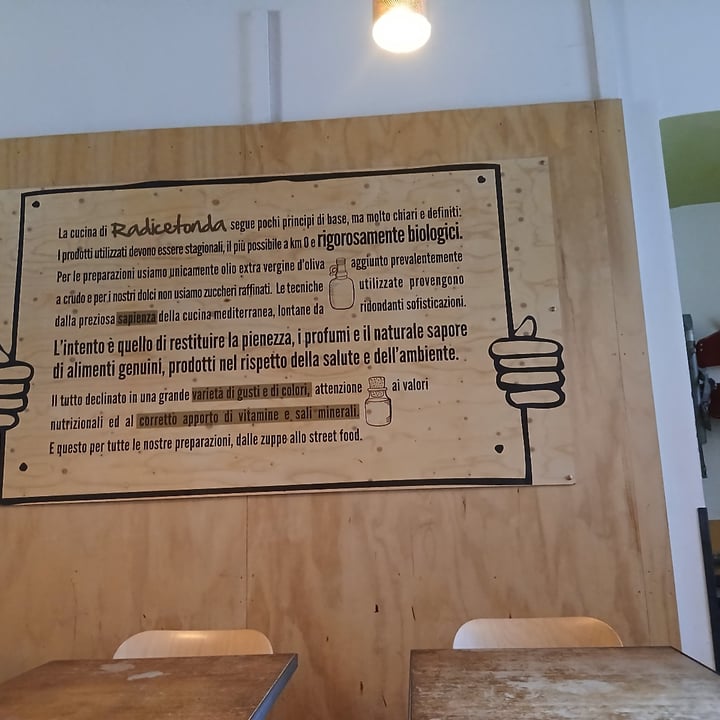 La cucina di Radicetonda segue pochi principi di base, ma molto chiari e definiti:
I prodotti utilizzati devono essere stagionali, il più possibile a km 0 e rigorosamente biologici.
Per le preparazioni usiamo unicamente olio extra vergine d'oliva aggiunto prevalentemente
a crudo e per i nostri dolci non usiamo zuccheri raffinati. Le tecniche utilizzate provengono
dalla preziosa sapienza della cucina mediterranea, lontane da ridondanti sofisticazioni.
L'intento è quello di restituire la pienezza, i profumi e il naturale sapore
di alimenti genuini, prodotti nel rispetto della salute e dell'ambiente.
Il tutto declinato in una grande varietà di gusti e di colori, attenzione ai valori
nutrizionali ed al corretto apporto di vitamine e sali minerali.
E questo per tutte le nostre preparazioni, dalle zuppe allo street food.